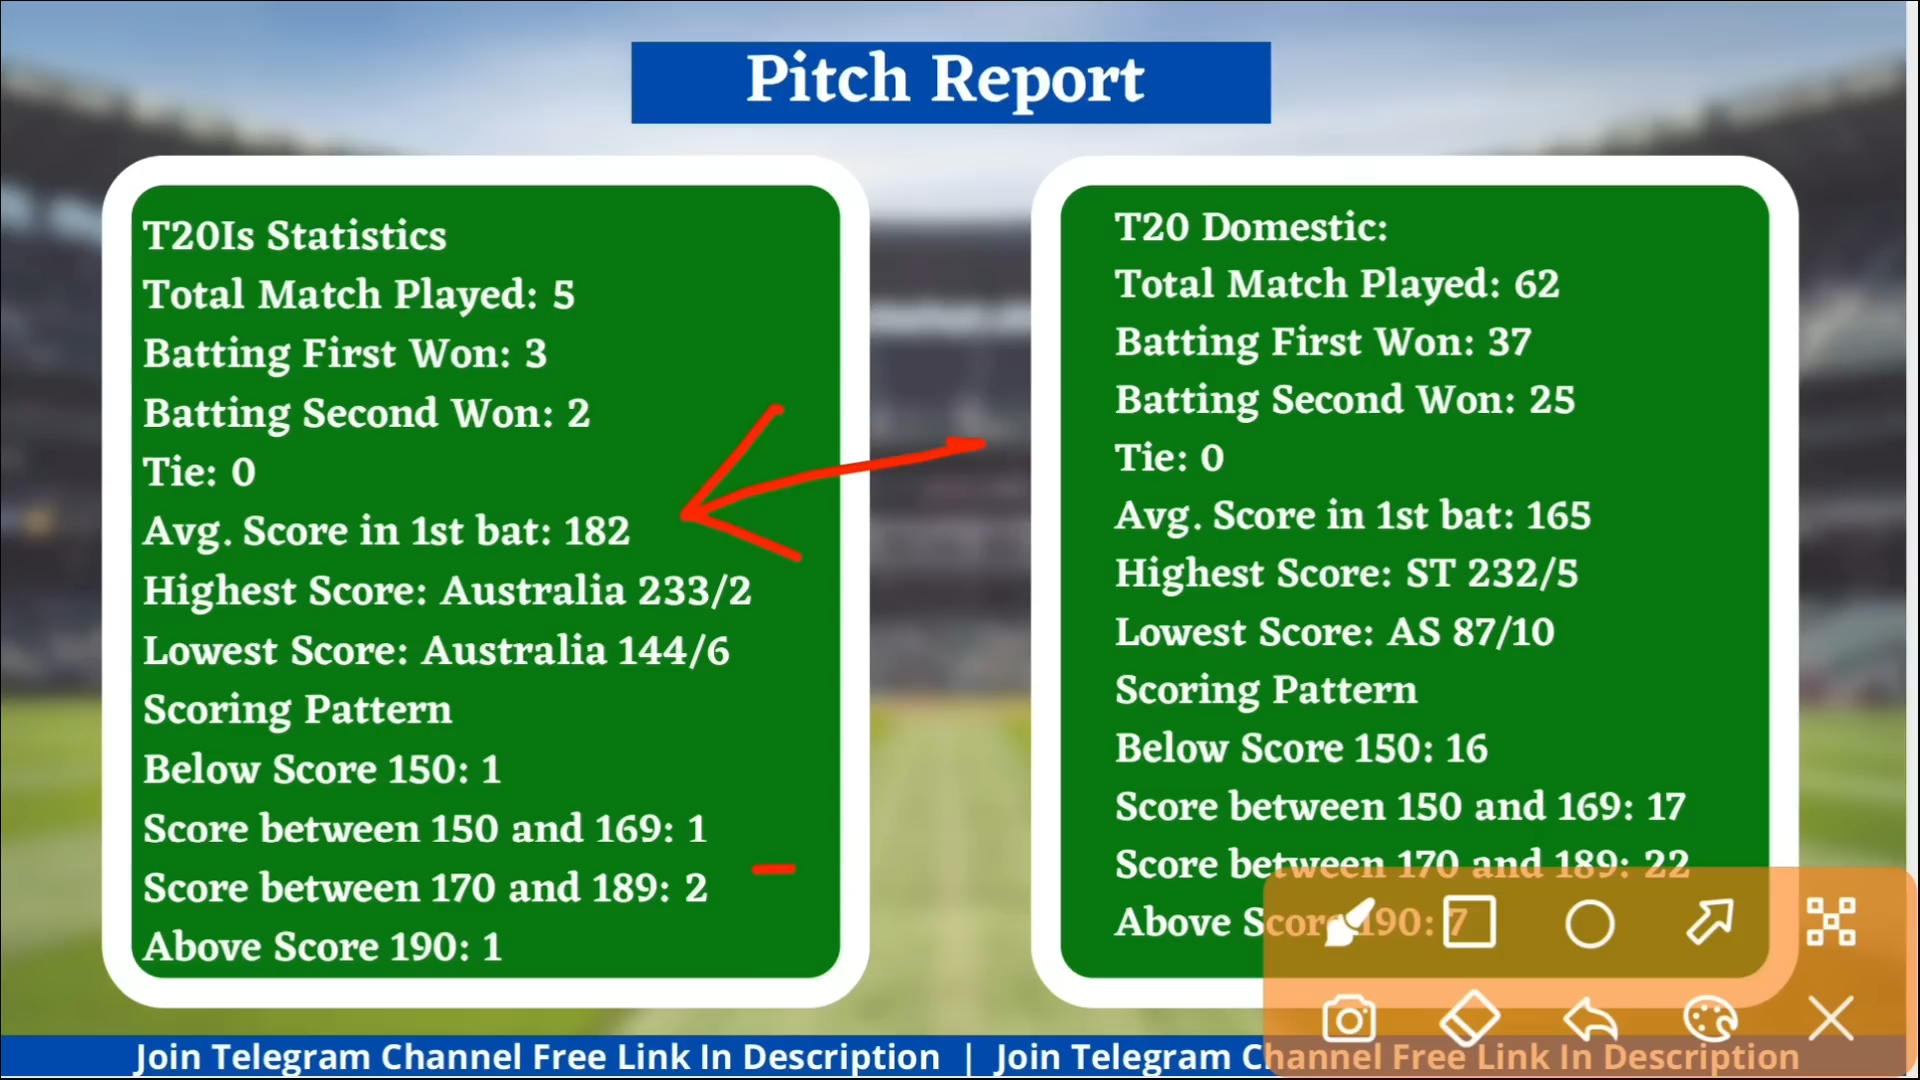 Pitch Report
T20Is Statistics
Total Match Played: 5
Batting First Won: 3
Batting Second Won: 2
Tie: 0
Avg. Score in 1st bat: 182
Highest Score: Australia 233/2
Lowest Score: Australia 144/6
Scoring Pattern
Below Score 150: 1
Score between 150 and 169: 1
Score between 170 and 189: 2
Above Score 190: 1
T20 Domestic:
Total Match Played: 62
Batting First Won: 37
Batting Second Won: 25
Tie: 0
Avg. Score in 1st bat: 165
Highest Score: ST 232/5
Lowest Score: AS 87/10
Scoring Pattern
Below Score 150: 16
Score between 150 and 169: 17
Score between 170 and 189: 22
Above Score 190: 7
Join Telegram Channel Free Link In Description | Join Telegram Channel Free Link In Description